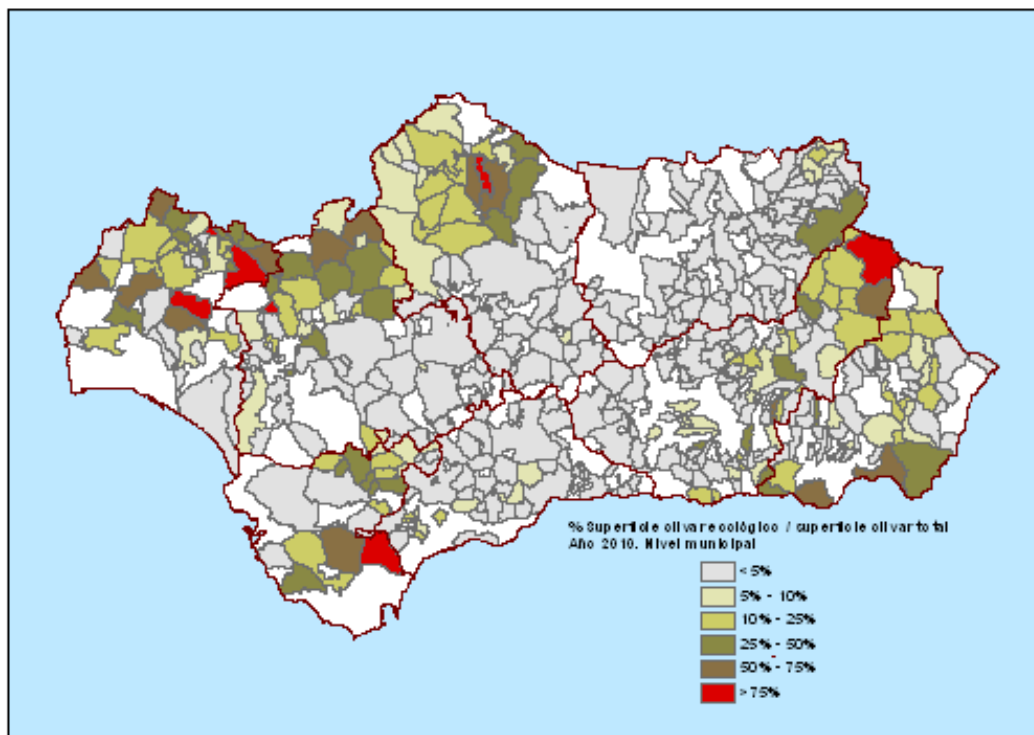 % Superficie olivar ecológico / superficie olivar total
Año 2010. Nivel municipal
< 5%
5% - 10%
10% - 25%
25% - 50%
50% - 75%
> 75%